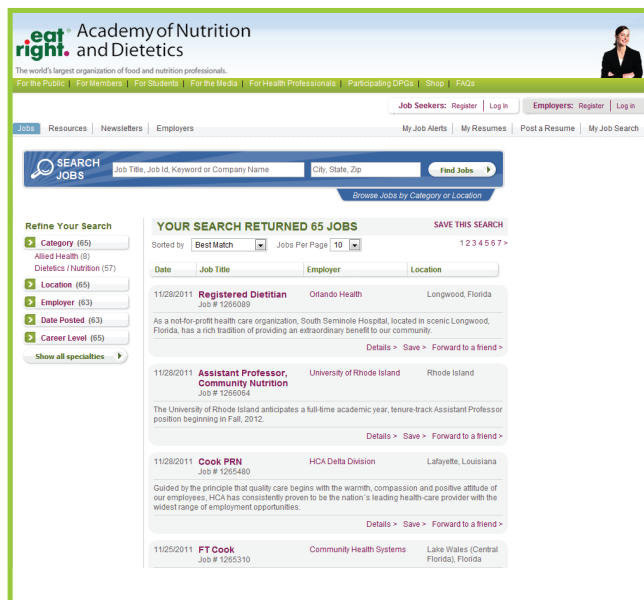 eat right. Academy of Nutrition and Dietetics
The world's largest organization of food and nutrition professionals.
For the Public | For Members | For Students | For the Media | For Health Professionals | Participating DPGs | Shop | FAQs
Job Seekers: Register | Log In Employers: Register | Log in
Jobs Resources | Newsletters | Employers My Job Alerts | My Resumes | Post a Resume | My Job Search
SEARCH JOBS Job Title, Job Id, Keyword or Company Name City, State, Zip Find Jobs
Browse Jobs by Category or Location
Refine Your Search
Category (65)
Allied Health (8)
Dietetics / Nutrition (57)
Location (65)
Employer (63)
Date Posted (63)
Career Level (65)
Show all specialties
YOUR SEARCH RETURNED 65 JOBS SAVE THIS SEARCH
Sorted by Best Match Jobs Per Page 10 1 2 3 4 5 6 7 >
Date Job Title Employer Location
11/28/2011 Registered Dietitian Orlando Health Longwood, Florida
Job # 1266089
As a not-for-profit health care organization, South Seminole Hospital, located in scenic Longwood,
Florida, has a rich tradition of providing an extraordinary benefit to our community.
Details > Save > Forward to a friend >
11/28/2011 Assistant Professor, University of Rhode Island Rhode Island
Community Nutrition
Job # 1266064
The University of Rhode Island anticipates a full-time academic year, tenure-track Assistant Professor
position beginning in Fall, 2012.
Details > Save > Forward to a friend >
11/28/2011 Cook PRN HCA Delta Division Lafayette, Louisiana
Job # 1265480
Guided by the principle that quality care begins with the warmth, compassion and positive attitude of
our employees, HCA has consistently proven to be the nation´s leading health-care provider with the
widest range of employment opportunities.
Details > Save > Forward to a friend >
11/25/2011 FT Cook Community Health Systems Lake Wales (Central
Job # 1265310 Florida), Florida